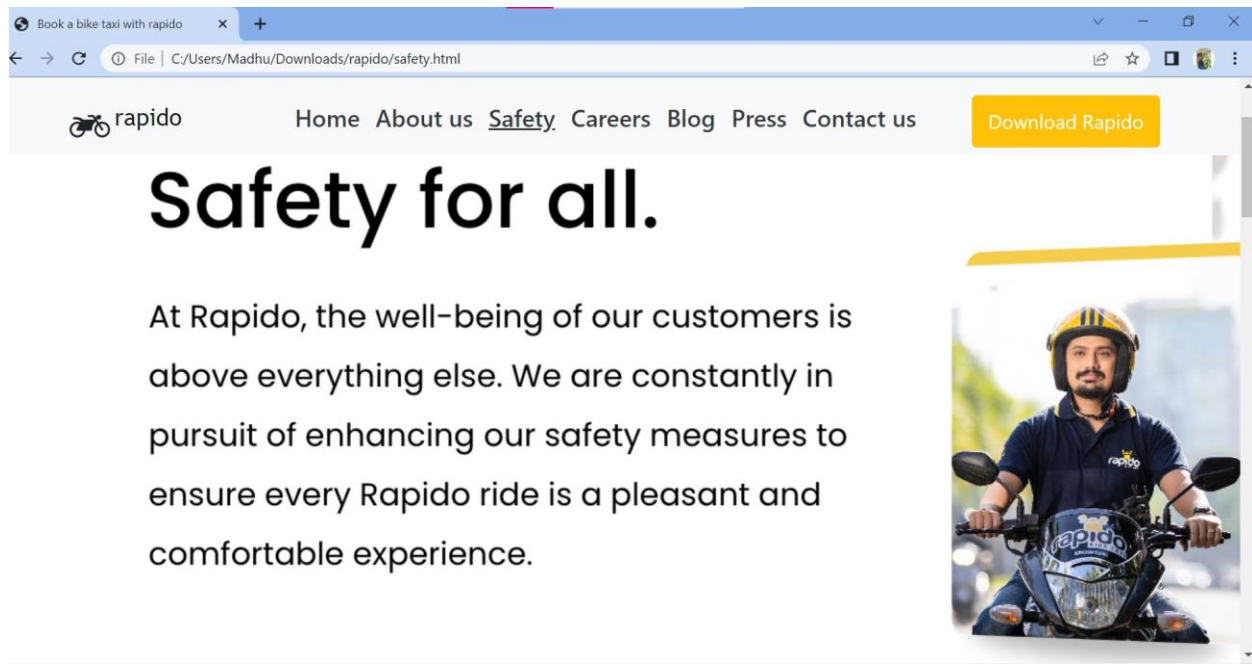 Book a bike taxi with rapido
File | C:/Users/Madhu/Downloads/rapido/safety.html
rapido Home About us Safety Careers Blog Press Contact us Download Rapido
Safety for all.
At Rapido, the well-being of our customers is
above everything else. We are constantly in
pursuit of enhancing our safety measures to
ensure every Rapido ride is a pleasant and
comfortable experience.
rapido
rapido